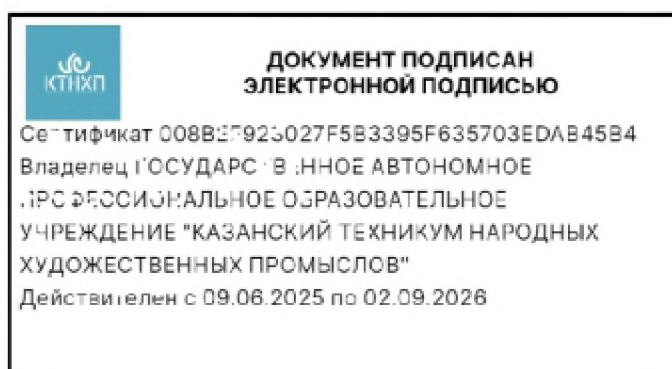 КТНХП
ДОКУМЕНТ ПОДПИСАН
ЭЛЕКТРОННОЙ ПОДПИСЬЮ
Сертификат
Владелец ГОСУДАРСТВЕННОЕ АВТОНОМНОЕ
ПРОФЕССИОНАЛЬНОЕ ОБРАЗОВАТЕЛЬНОЕ
УЧРЕЖДЕНИЕ "КАЗАНСКИЙ ТЕХНИКУМ НАРОДНЫХ
ХУДОЖЕСТВЕННЫХ ПРОМЫСЛОВ"
Действителен с 09.06.2025 по 02.09.2026